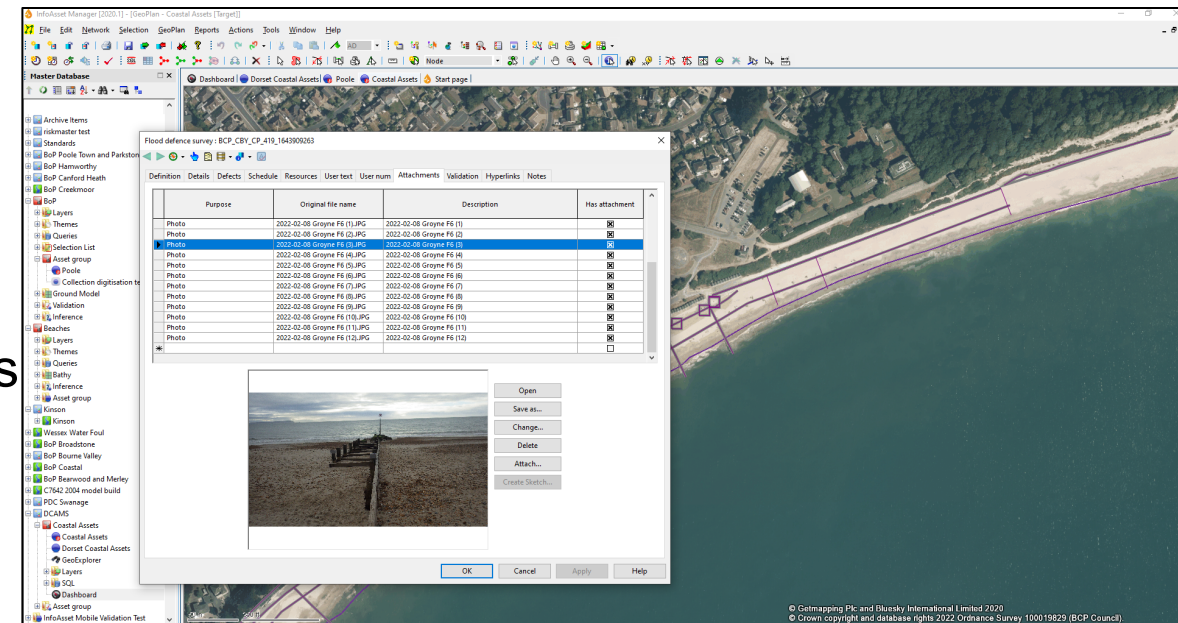 InfoAsset Manager [2020.1] - [GeoPlan - Coastal Assets [Target]]
File Edit Network Selection GeoPlan Reports Actions Tools Window Help
AD
Node
Master Database
Dashboard Dorset Coastal Assets Poole Coastal Assets Start page
Archive Items
riskmaster test
Standards
BoP Poole Town and Parkston
BoP Hamworthy
BoP Canford Heath
BoP Creekmoor
BoP
Layers
Themes
Queries
Selection List
Asset group
Poole
Collection digitisation te
Ground Model
Validation
Inference
Beaches
Layers
Themes
Queries
Bathy
Inference
Asset group
Kinson
Kinson
Wessex Water Foul
BoP Broadstone
BoP Bourne Valley
BoP Coastal
BoP Bearwood and Merley
C7642 2004 model build
PDC Swanage
DCAMS
Coastal Assets
Coastal Assets
Dorset Coastal Assets
GeoExplorer
Layers
SQL
Dashboard
Asset group
InfoAsset Mobile Validation Test
s
Flood defence survey : BCP_CBY_CP_419_1643909263
Definition Details Defects Schedule Resources User text User num Attachments Validation Hyperlinks Notes
Purpose Original file name Description Has attachment
Photo 2022-02-08 Groyne F6 (1).JPG 2022-02-08 Groyne F6 (1)
Photo 2022-02-08 Groyne F6 (2).JPG 2022-02-08 Groyne F6 (2)
Photo 2022-02-08 Groyne F6 (3).JPG 2022-02-08 Groyne F6 (3)
Photo 2022-02-08 Groyne F6 (4).JPG 2022-02-08 Groyne F6 (4)
Photo 2022-02-08 Groyne F6 (5).JPG 2022-02-08 Groyne F6 (5)
Photo 2022-02-08 Groyne F6 (6).JPG 2022-02-08 Groyne F6 (6)
Photo 2022-02-08 Groyne F6 (7).JPG 2022-02-08 Groyne F6 (7)
Photo 2022-02-08 Groyne F6 (8).JPG 2022-02-08 Groyne F6 (8)
Photo 2022-02-08 Groyne F6 (9).JPG 2022-02-08 Groyne F6 (9)
Photo 2022-02-08 Groyne F6 (10).JPG 2022-02-08 Groyne F6 (10)
Photo 2022-02-08 Groyne F6 (11).JPG 2022-02-08 Groyne F6 (11)
Photo 2022-02-08 Groyne F6 (12).JPG 2022-02-08 Groyne F6 (12)
Open
Save as...
Change...
Delete
Attach...
Create Sketch...
OK Cancel Apply Help
© Getmapping Plc and Bluesky International Limited 2020
© Crown copyright and database rights 2022 Ordnance Survey 100019829 (BCP Council)